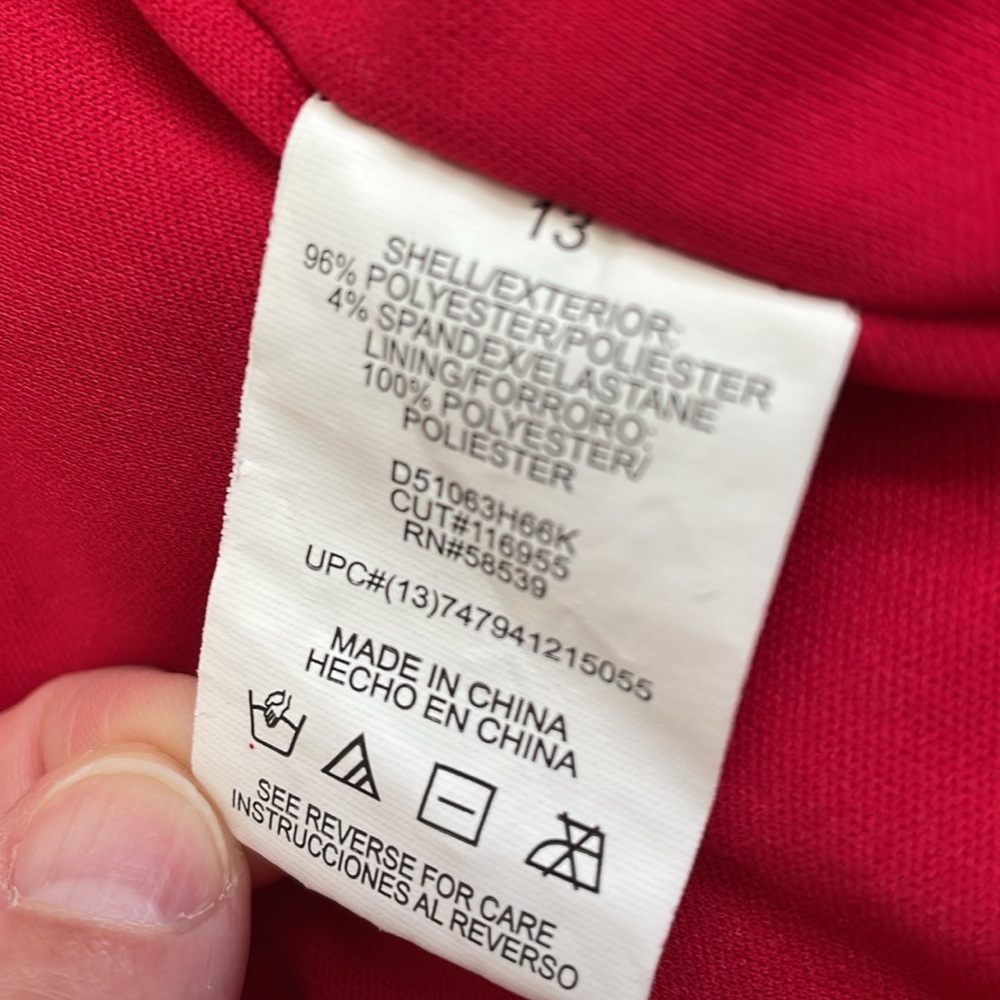 13
SHELL/EXTERIOR:
96% POLYESTER/POLIÉSTER
4% SPANDEX/ELASTANE
LINING/FORRORO:
100% POLYESTER/
POLIESTER
D51063H66K
CUT#116955
RN#58539
UPC#(13)747941215055
MADE IN CHINA
HECHO EN CHINA
SEE REVERSE FOR CARE
INSTRUCCIONES AL REVERSO